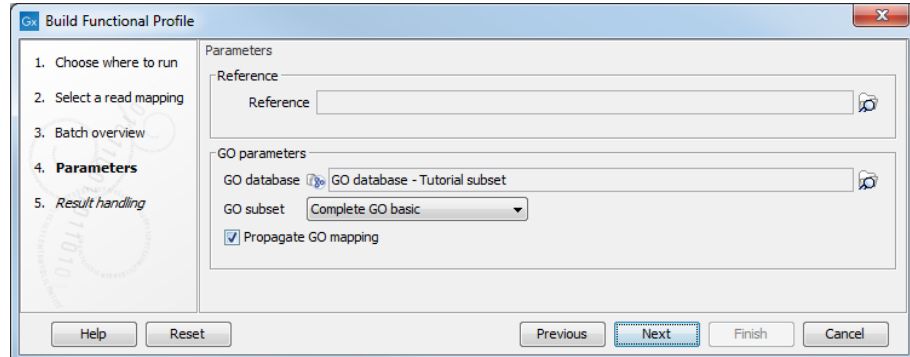 Gx Build Functional Profile
1. Choose where to run
2. Select a read mapping
3. Batch overview
4. Parameters
5. Result handling
Parameters
Reference
Reference
GO parameters
GO database GO database - Tutorial subset
GO subset Complete GO basic
Propagate GO mapping
Help Reset Previous Next Finish Cancel